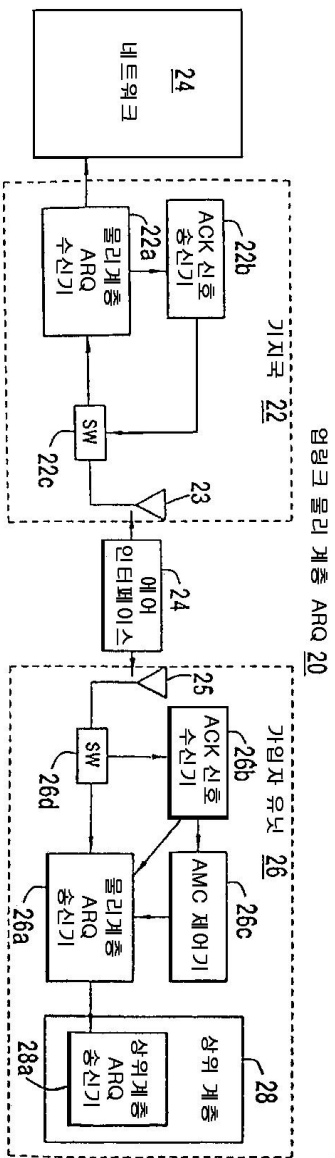 업링크 물리 계층 ARQ 20
24
네트워크
기지국 22
22b
ACK 신호
송신기
22a
물리계층
ARQ
수신기
SW
22c
23
24
에어
인터페이스
가입자 유닛 26
25
26b
ACK 신호
수신기
SW
26d
26c
AMC 제어기
물리계층
ARQ
송신기
26a
28
상위 계층
상위계층
ARQ
송신기
28a